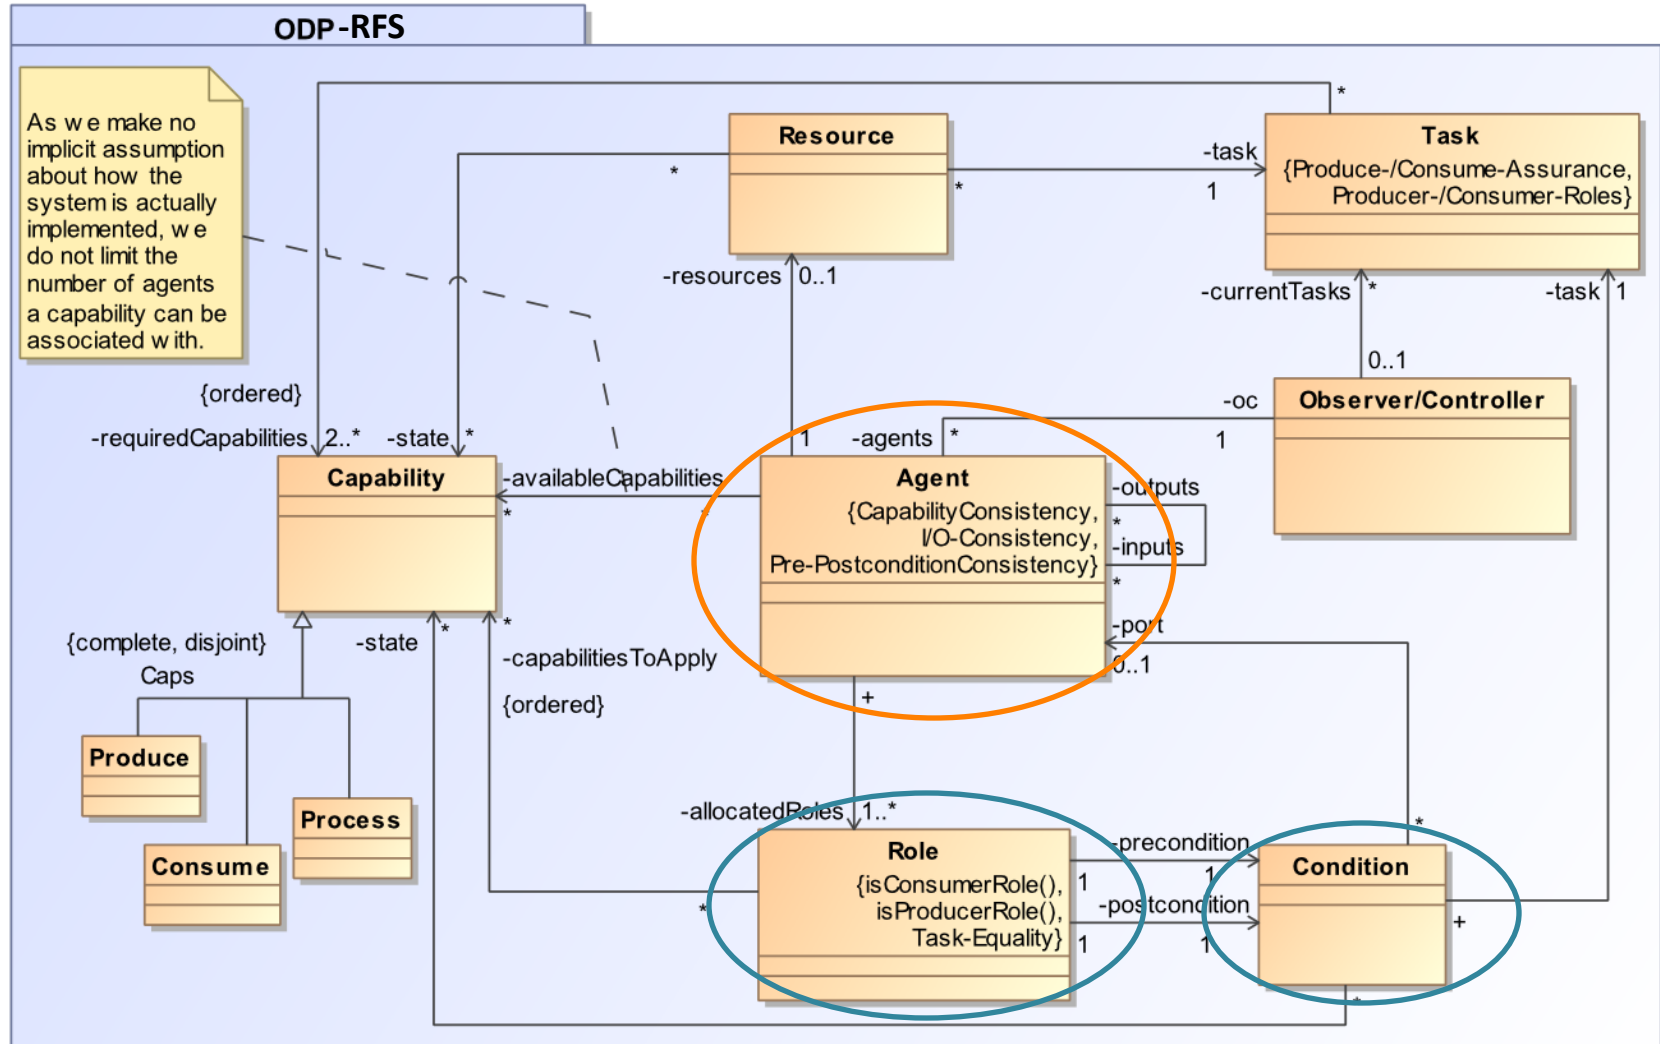 ODP-RFS
As we make no
implicit assumption
about how the
system is actually
implemented, we
do not limit the
number of agents
a capability can be
associated with.
*
Resource
Task
{Produce-/Consume-Assurance,
Producer-/Consumer-Roles}
*
*
-task
1
-resources
0..1
-currentTasks
*
-task
1
0..1
{ordered}
-requiredCapabilities
2..*
-state
*
1
-agents
*
-oc
1
Observer/Controller
Capability
-availableCapabilities
*
*
Agent
{CapabilityConsistency,
I/O-Consistency,
Pre-PostconditionConsistency}
-outputs
*
-inputs
*
-port
0..1
{complete, disjoint}
Caps
-state
*
*
-capabilitiesToApply
{ordered}
+
Produce
Process
Consume
-allocatedRoles
1..*
Role
{isConsumerRole(),
isProducerRole(),
Task-Equality}
*
-precondition
1
1
-postcondition
1
1
*
Condition
+
*